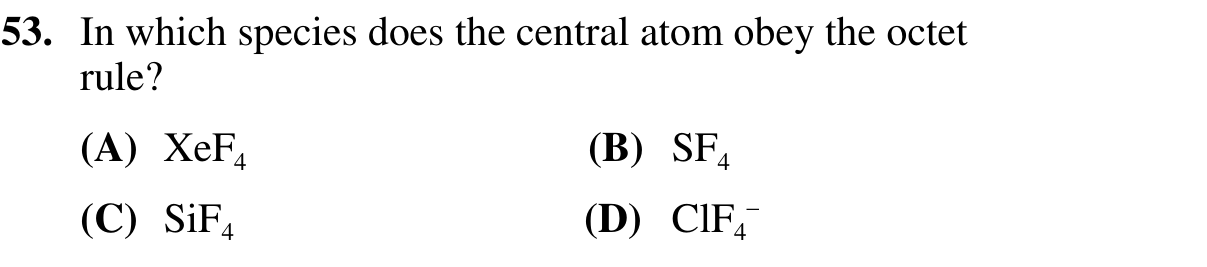 53. In which species does the central atom obey the octet
rule?
(A) XeF₄ (B) SF₄
(C) SiF₄ (D) ClF₄⁻